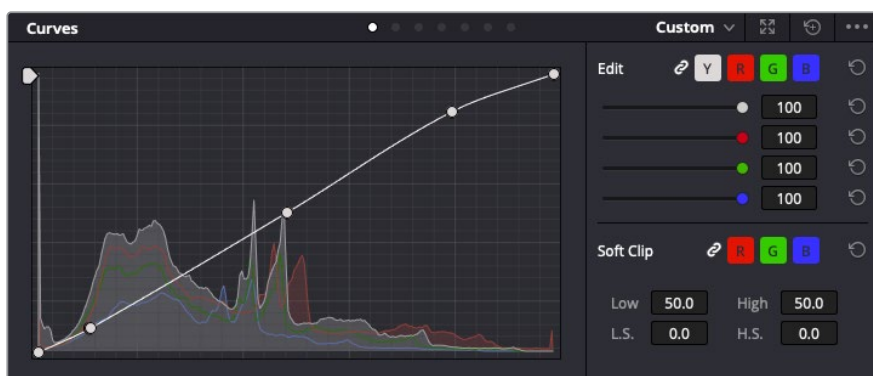 Curves
Custom
Edit Y R G B
100
100
100
100
Soft Clip R G B
Low 50.0 High 50.0
L.S. 0.0 H.S. 0.0